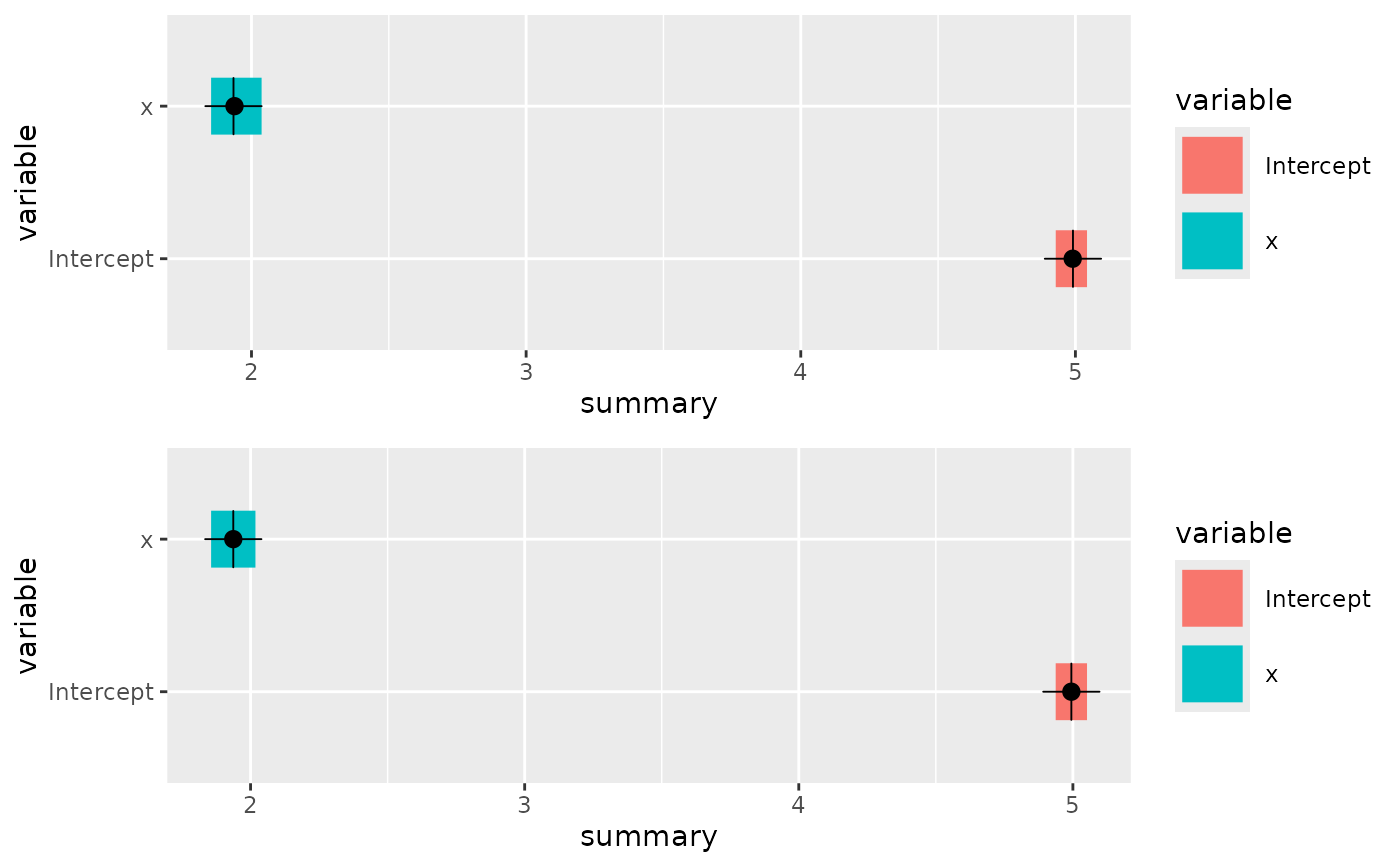 variable
x
Intercept
2 3 4 5
summary
variable
Intercept
x
variable
x
Intercept
2 3 4 5
summary
variable
Intercept
x